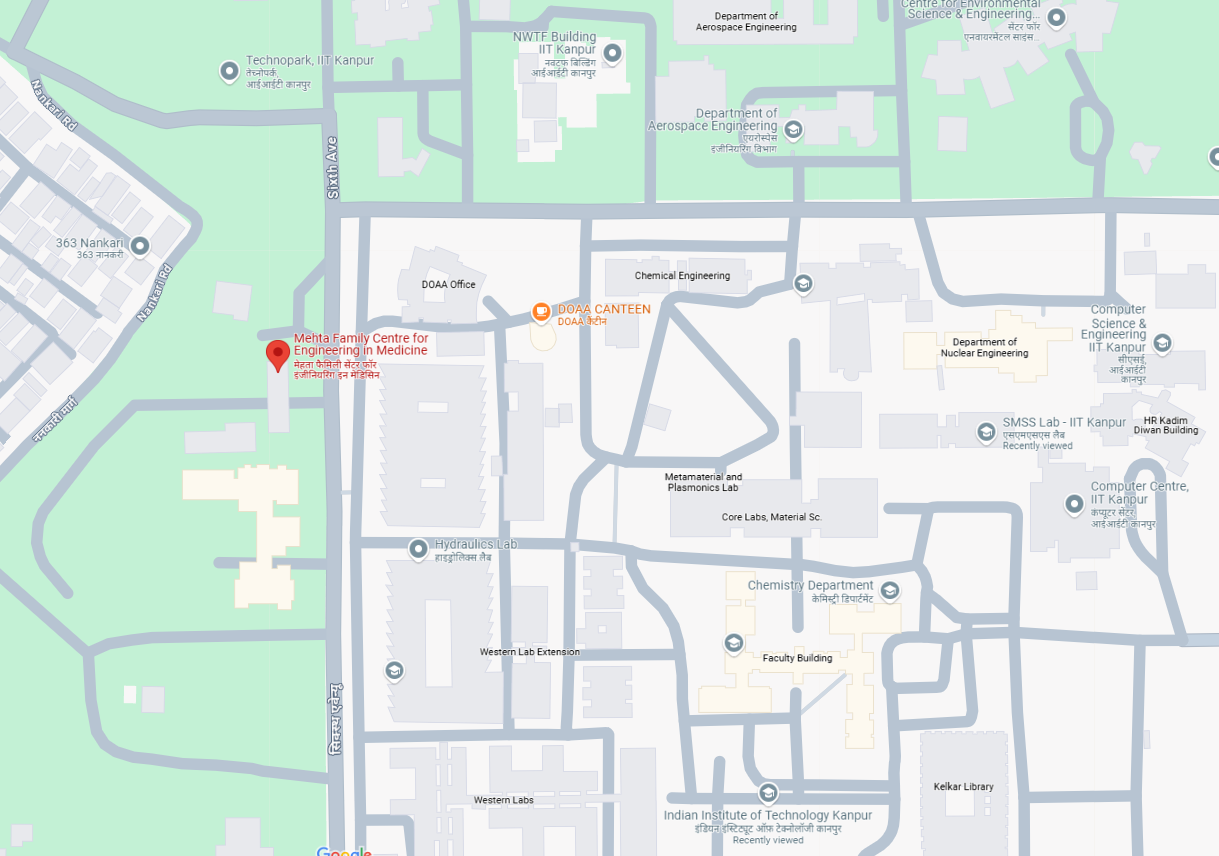 Department of
Aerospace Engineering
Centre for Environmental
Science & Engineering...
सेंटर फॉर
एनवायरमेंटल साइंस...
NWTF Building
IIT Kanpur
नवटफ बिल्डिंग
आईआईटी कानपुर
Technopark, IIT Kanpur
तेच्नोपर्क,
आईआईटी कानपुर
Nankari Rd
Department of
Aerospace Engineering
एयरोस्पेस
इंजीनियरिंग विभाग
Sixth Ave
363 Nankari
363 नानकरी
Nankari Rd
DOAA Office
Chemical Engineering
DOAA CANTEEN
DOAA कैंटीन
Computer
Science &
Engineering
IIT Kanpur
सीएसई,
आईआईटी
कानपुर
Mehta Family Centre for
Engineering in Medicine
मेहता फैमिली सेंटर फॉर
इंजीनियरिंग इन मेडिसिन
Department of
Nuclear Engineering
नानकारी मार्ग
SMSS Lab - IIT Kanpur
एसएमएसएस लैब
Recently viewed
HR Kadim
Diwan Building
Metamaterial and
Plasmonics Lab
Computer Centre,
IIT Kanpur
कंप्यूटर सेंटर,
आईआईटी कानपुर
Core Labs, Material Sc.
Hydraulics Lab
हाइड्रोलिक्स लैब
Chemistry Department
केमिस्ट्री डिपार्टमेंट
Western Lab Extension
Faculty Building
सिक्स्थ एवेन्यू
Western Labs
Kelkar Library
Indian Institute of Technology Kanpur
इंडियन इंस्टिट्यूट ऑफ़ टेक्नोलॉजी कानपुर
Recently viewed
Google